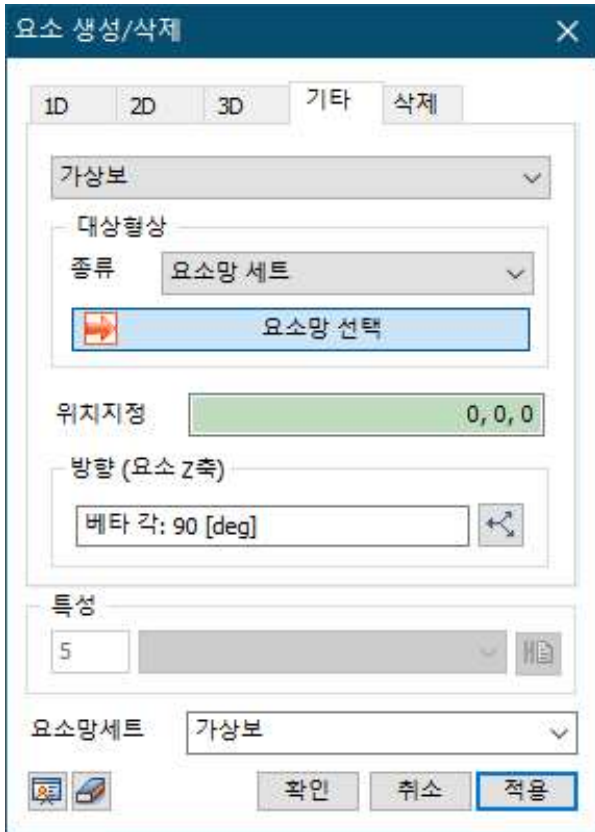 요소 생성/삭제
1D 2D 3D 기타 삭제
가상보
대상형상
종류 요소망 세트
요소망 선택
위치지정 0, 0, 0
방향 (요소 Z축)
베타 각: 90 [deg]
특성
5
요소망세트 가상보
확인 취소 적용